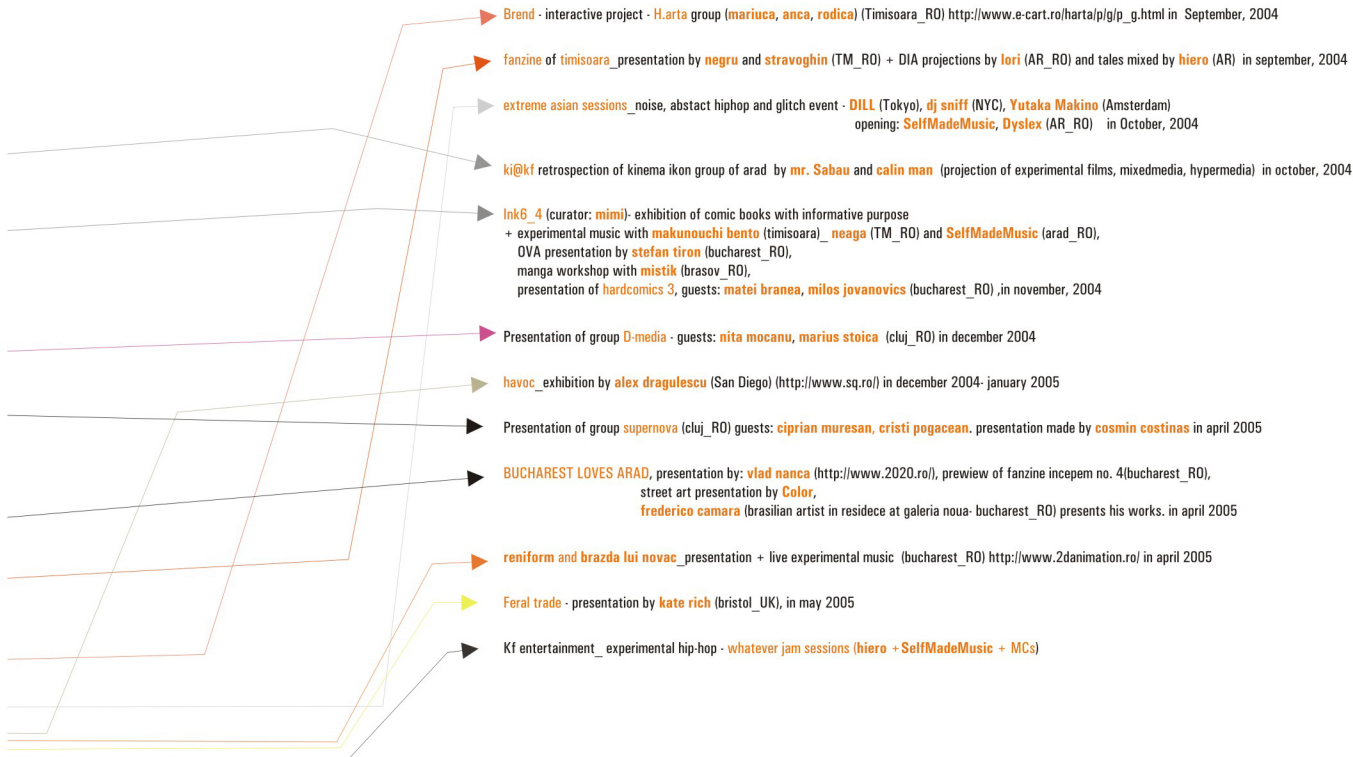 Brend - interactive project - H.arta group (mariuca, anca, rodica) (Timisoara_RO) http://www.e-cart.ro/harta/p/g/p_g.html in September, 2004
fanzine of timisoara_presentation by negru and stravoghin (TM_RO) + DIA projections by lori (AR_RO) and tales mixed by hiero (AR) in september, 2004
extreme asian sessions_noise, abstact hiphop and glitch event - DILL (Tokyo), dj sniff (NYC), Yutaka Makino (Amsterdam)
opening: SelfMadeMusic, Dyslex (AR_RO) in October, 2004
ki@kf retrospection of kinema ikon group of arad by mr. Sabau and calin man (projection of experimental films, mixedmedia, hypermedia) in october, 2004
Ink6_4 (curator: mimi)- exhibition of comic books with informative purpose
+ experimental music with makunouchi bento (timisoara)_ neaga (TM_RO) and SelfMadeMusic (arad_RO),
OVA presentation by stefan tiron (bucharest_RO),
manga workshop with mistik (brasov_RO),
presentation of hardcomics 3, guests: matei branea, milos jovanovics (bucharest_RO) ,in november, 2004
Presentation of group D-media - guests: nita mocanu, marius stoica (cluj_RO) in december 2004
havoc_exhibition by alex dragulescu (San Diego) (http://www.sq.ro/) in december 2004- january 2005
Presentation of group supernova (cluj_RO) guests: ciprian muresan, cristi pogacean. presentation made by cosmin costinas in april 2005
BUCHAREST LOVES ARAD, presentation by: vlad nanca (http://www.2020.ro/), prewiew of fanzine incepem no. 4(bucharest_RO),
street art presentation by Color,
frederico camara (brasilian artist in residece at galeria noua- bucharest_RO) presents his works. in april 2005
reniform and brazda lui novac_presentation + live experimental music (bucharest_RO) http://www.2danimation.ro/ in april 2005
Feral trade - presentation by kate rich (bristol_UK), in may 2005
Kf entertainment_ experimental hip-hop - whatever jam sessions (hiero + SelfMadeMusic + MCs)